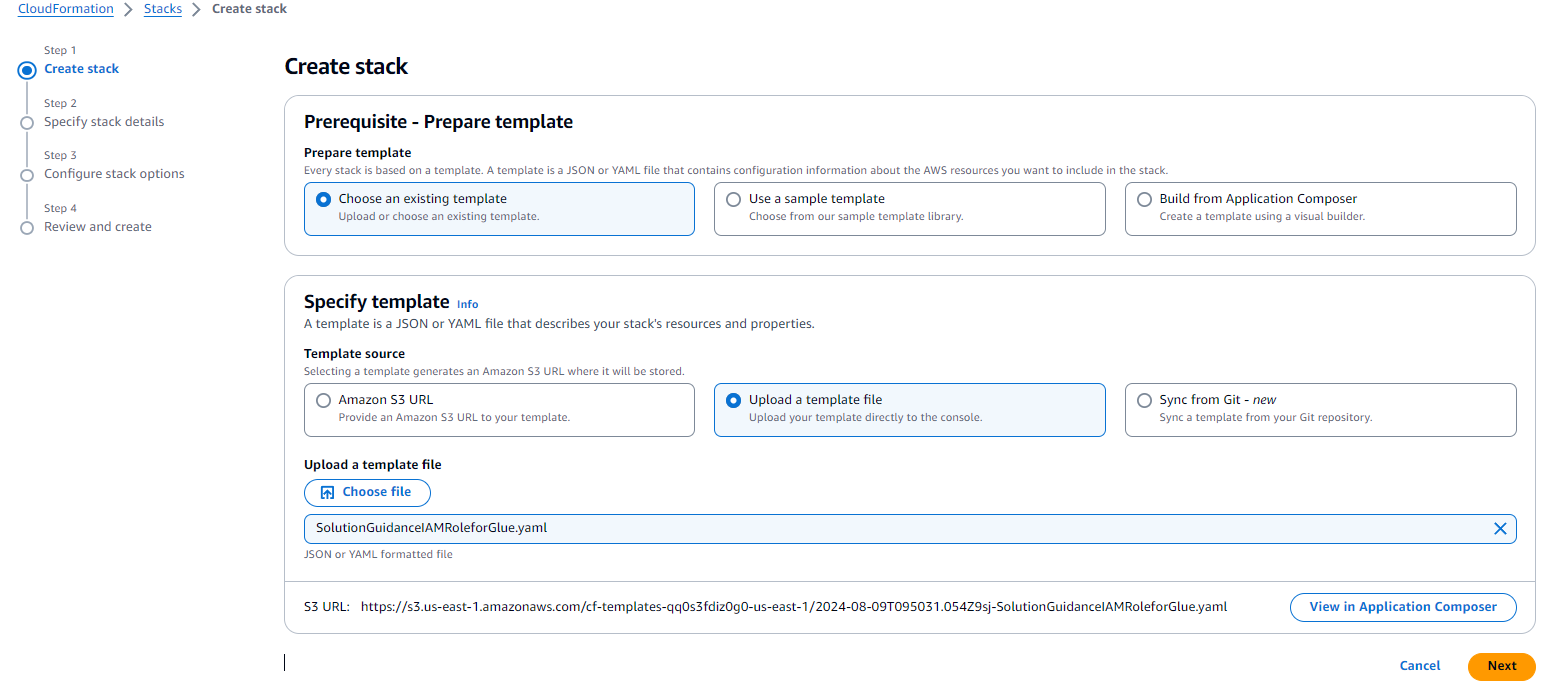 CloudFormation > Stacks > Create stack
Step 1
Create stack
Step 2
Specify stack details
Step 3
Configure stack options
Step 4
Review and create
Create stack
Prerequisite - Prepare template
Prepare template
Every stack is based on a template. A template is a JSON or YAML file that contains configuration information about the AWS resources you want to include in the stack.
Choose an existing template
Upload or choose an existing template.
Use a sample template
Choose from our sample template library.
Build from Application Composer
Create a template using a visual builder.
Specify template Info
A template is a JSON or YAML file that describes your stack's resources and properties.
Template source
Selecting a template generates an Amazon S3 URL where it will be stored.
Amazon S3 URL
Provide an Amazon S3 URL to your template.
Upload a template file
Upload your template directly to the console.
Sync from Git - new
Sync a template from your Git repository.
Upload a template file
Choose file
SolutionGuidanceIAMRoleforGlue.yaml
JSON or YAML formatted file
S3 URL: https://s3.us-east-1.amazonaws.com/cf-templates-qq0s3fdiz0g0-us-east-1/2024-08-09T095031.054Z9sj-SolutionGuidanceIAMRoleforGlue.yaml
View in Application Composer
Cancel
Next